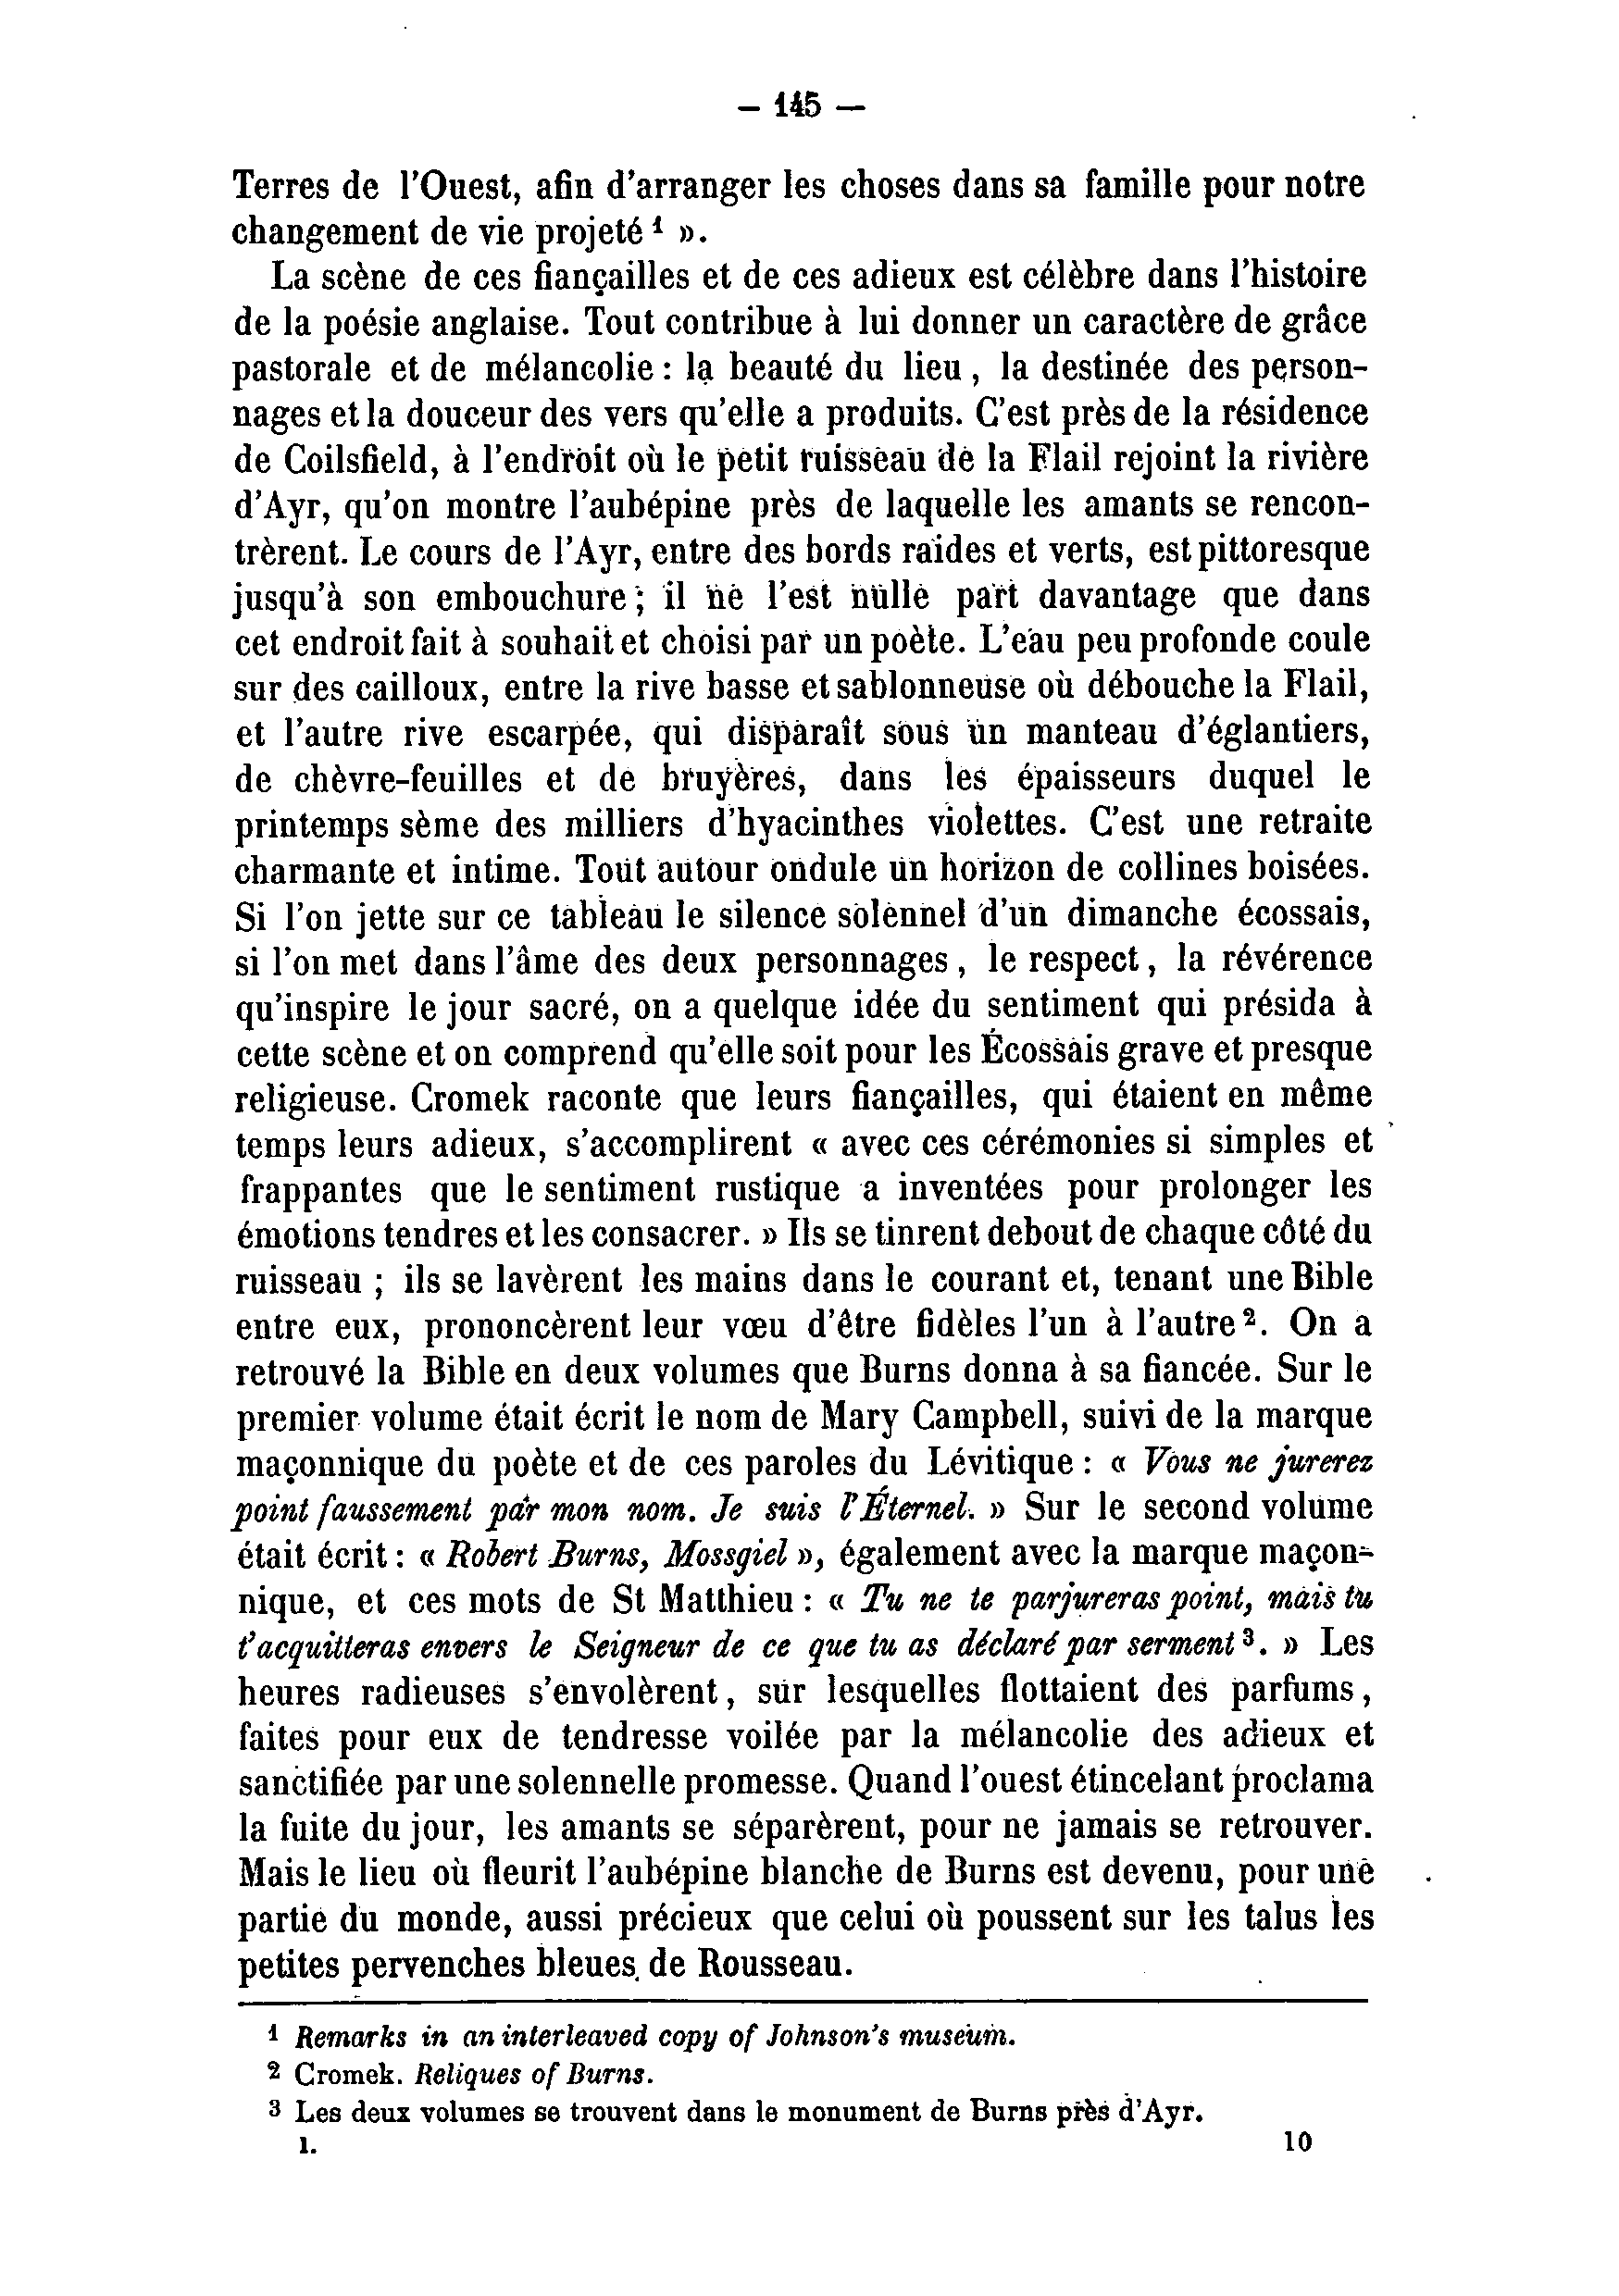 — 145 —
Terres de l'Ouest, afin d'arranger les choses dans sa famille pour notre
changement de vie projeté ¹ ».
La scène de ces fiançailles et de ces adieux est célèbre dans l'histoire
de la poésie anglaise. Tout contribue à lui donner un caractère de grâce
pastorale et de mélancolie : la beauté du lieu, la destinée des person-
nages et la douceur des vers qu'elle a produits. C'est près de la résidence
de Coilsfield, à l'endroit où le petit ruisseau de la Flail rejoint la rivière
d'Ayr, qu'on montre l'aubépine près de laquelle les amants se rencon-
trèrent. Le cours de l'Ayr, entre des bords raides et verts, est pittoresque
jusqu'à son embouchure ; il ne l'est nulle part davantage que dans
cet endroit fait à souhait et choisi par un poète. L'eau peu profonde coule
sur des cailloux, entre la rive basse et sablonneuse où débouche la Flail,
et l'autre rive escarpée, qui disparaît sous un manteau d'églantiers,
de chèvre-feuilles et de bruyères, dans les épaisseurs duquel le
printemps sème des milliers d'hyacinthes violettes. C'est une retraite
charmante et intime. Tout autour ondule un horizon de collines boisées.
Si l'on jette sur ce tableau le silence solennel d'un dimanche écossais,
si l'on met dans l'âme des deux personnages, le respect, la révérence
qu'inspire le jour sacré, on a quelque idée du sentiment qui présida à
cette scène et on comprend qu'elle soit pour les Écossais grave et presque
religieuse. Cromek raconte que leurs fiançailles, qui étaient en même
temps leurs adieux, s'accomplirent « avec ces cérémonies si simples et
frappantes que le sentiment rustique a inventées pour prolonger les
émotions tendres et les consacrer. » Ils se tinrent debout de chaque côté du
ruisseau ; ils se lavèrent les mains dans le courant et, tenant une Bible
entre eux, prononcèrent leur vœu d'être fidèles l'un à l'autre ². On a
retrouvé la Bible en deux volumes que Burns donna à sa fiancée. Sur le
premier volume était écrit le nom de Mary Campbell, suivi de la marque
maçonnique du poète et de ces paroles du Lévitique : « Vous ne jurerez
point faussement par mon nom. Je suis l'Éternel. » Sur le second volume
était écrit : « Robert Burns, Mossgiel », également avec la marque maçon-
nique, et ces mots de St Matthieu : « Tu ne te parjureras point, mais tu
t'acquitteras envers le Seigneur de ce que tu as déclaré par serment ³. » Les
heures radieuses s'envolèrent, sur lesquelles flottaient des parfums,
faites pour eux de tendresse voilée par la mélancolie des adieux et
sanctifiée par une solennelle promesse. Quand l'ouest étincelant proclama
la fuite du jour, les amants se séparèrent, pour ne jamais se retrouver.
Mais le lieu où fleurit l'aubépine blanche de Burns est devenu, pour une
partie du monde, aussi précieux que celui où poussent sur les talus les
petites pervenches bleues de Rousseau.
¹ Remarks in an interleaved copy of Johnson's museum.
² Cromek. Reliques of Burns.
³ Les deux volumes se trouvent dans le monument de Burns près d'Ayr.
I. 10